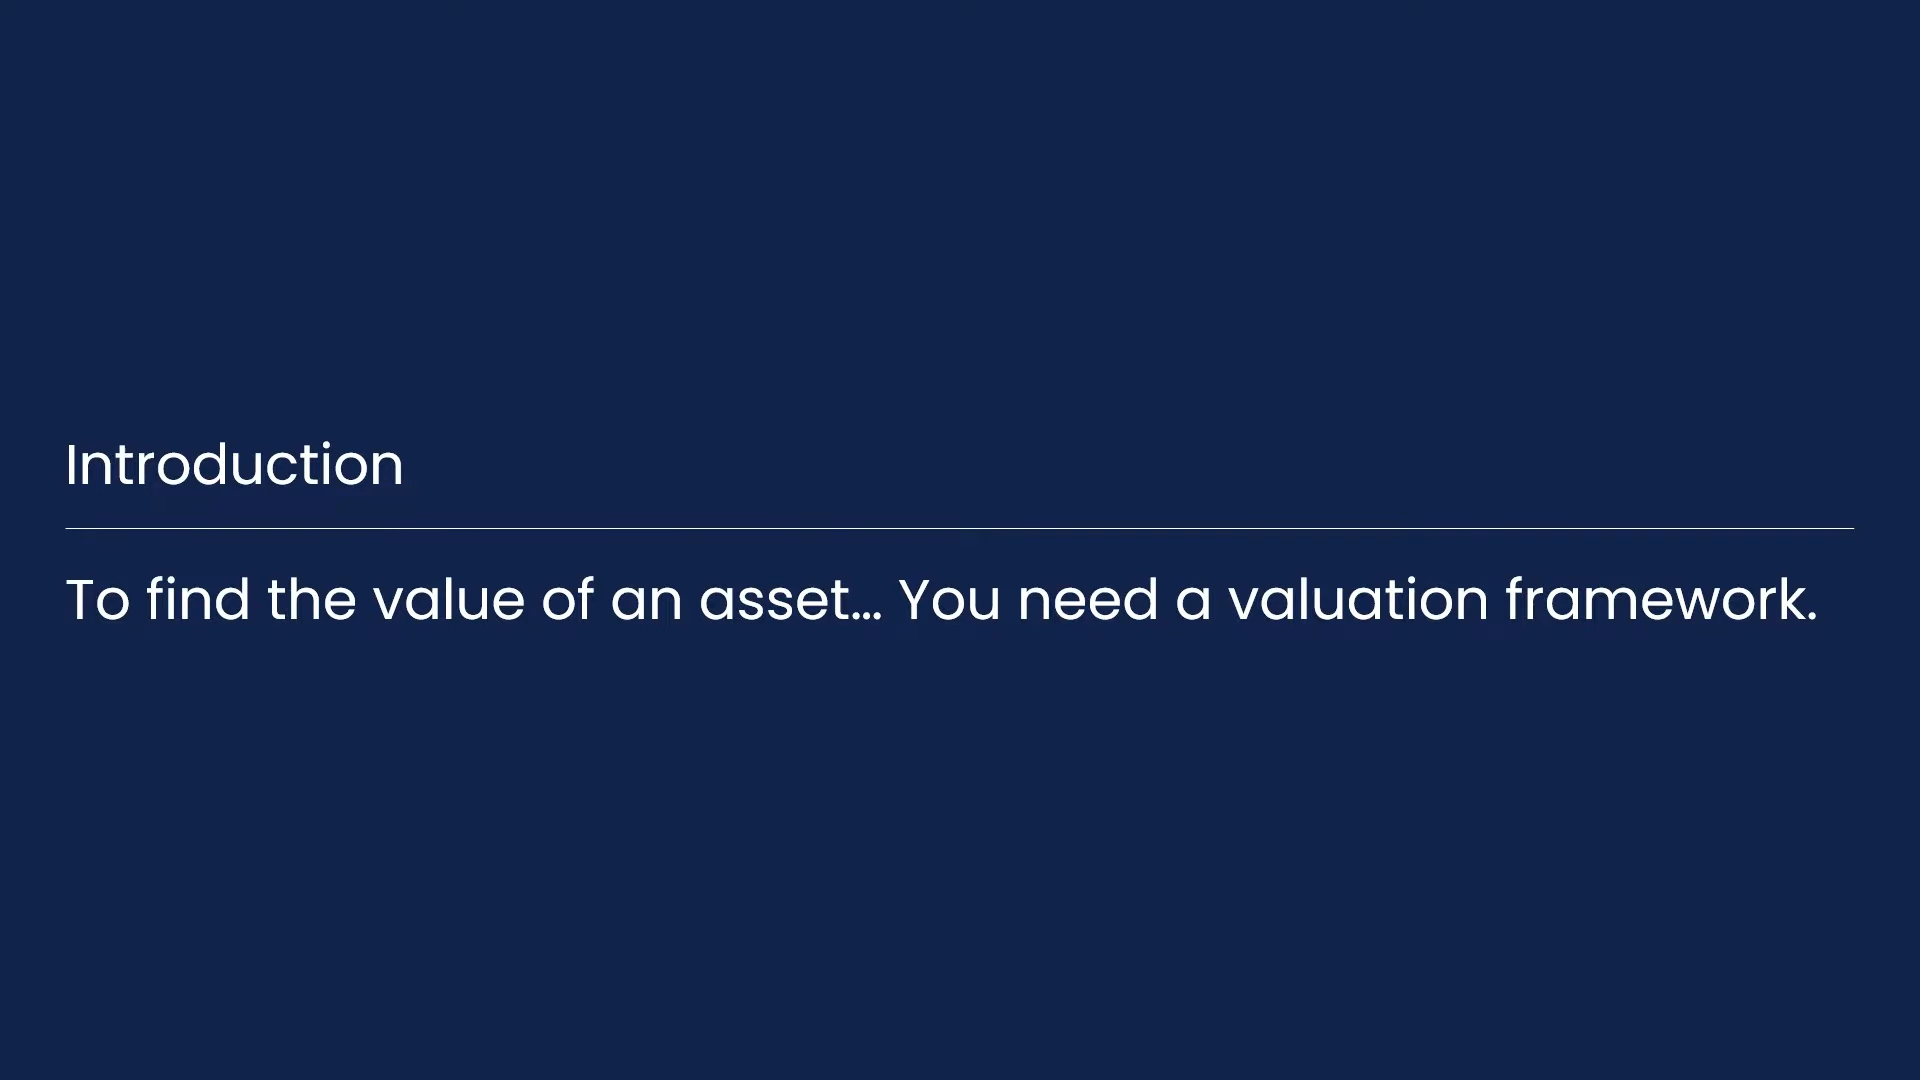 Introduction
To find the value of an asset... You need a valuation framework.